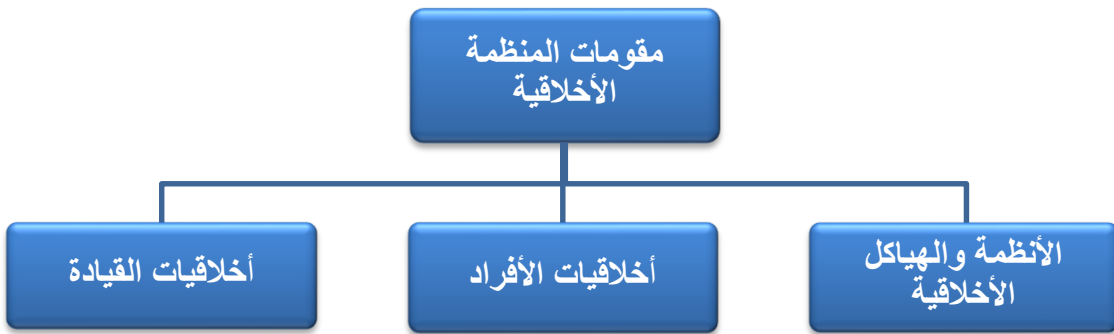 مقومات المنظمة
الأخلاقية
الأنظمة والهياكل
الأخلاقية
أخلاقيات الأفراد
أخلاقيات القيادة